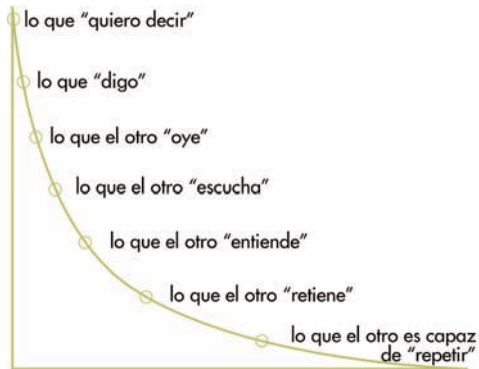 lo que “quiero decir”
lo que “digo”
lo que el otro “oye”
lo que el otro “escucha”
lo que el otro “entiende”
lo que el otro “retiene”
lo que el otro es capaz
de “repetir”